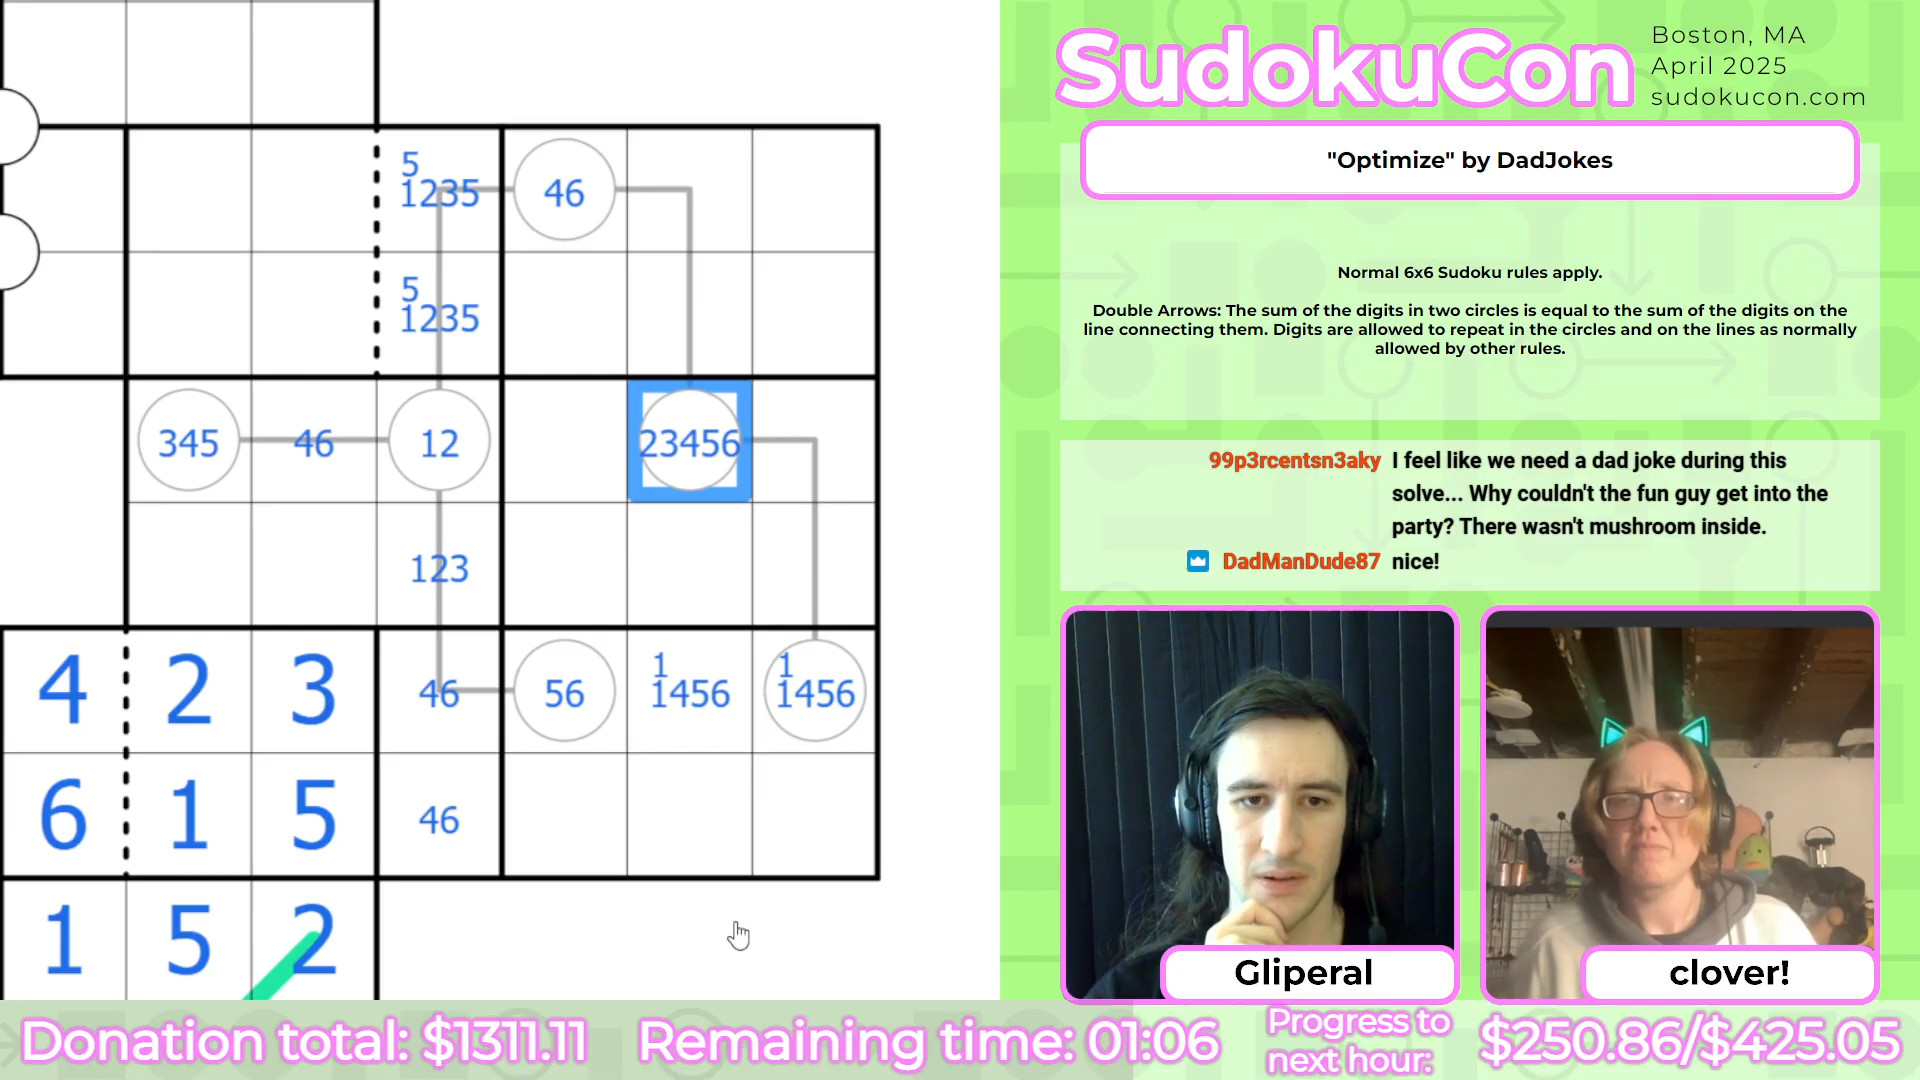 5
1235
46
5
1235
345
46
12
23456
123
4
2
3
46
56
1
1456
1
1456
6
1
5
46
1
5
2
SudokuCon
Boston, MA
April 2025
sudokucon.com
"Optimize" by DadJokes
Normal 6x6 Sudoku rules apply.
Double Arrows: The sum of the digits in two circles is equal to the sum of the digits on the
line connecting them. Digits are allowed to repeat in the circles and on the lines as normally
allowed by other rules.
99p3rcentsn3aky I feel like we need a dad joke during this
solve... Why couldn't the fun guy get into the
party? There wasn't mushroom inside.
DadManDude87 nice!
Gliperal
clover!
Donation total: $1311.11
Remaining time: 01:06
Progress to
next hour:
$250.86/$425.05